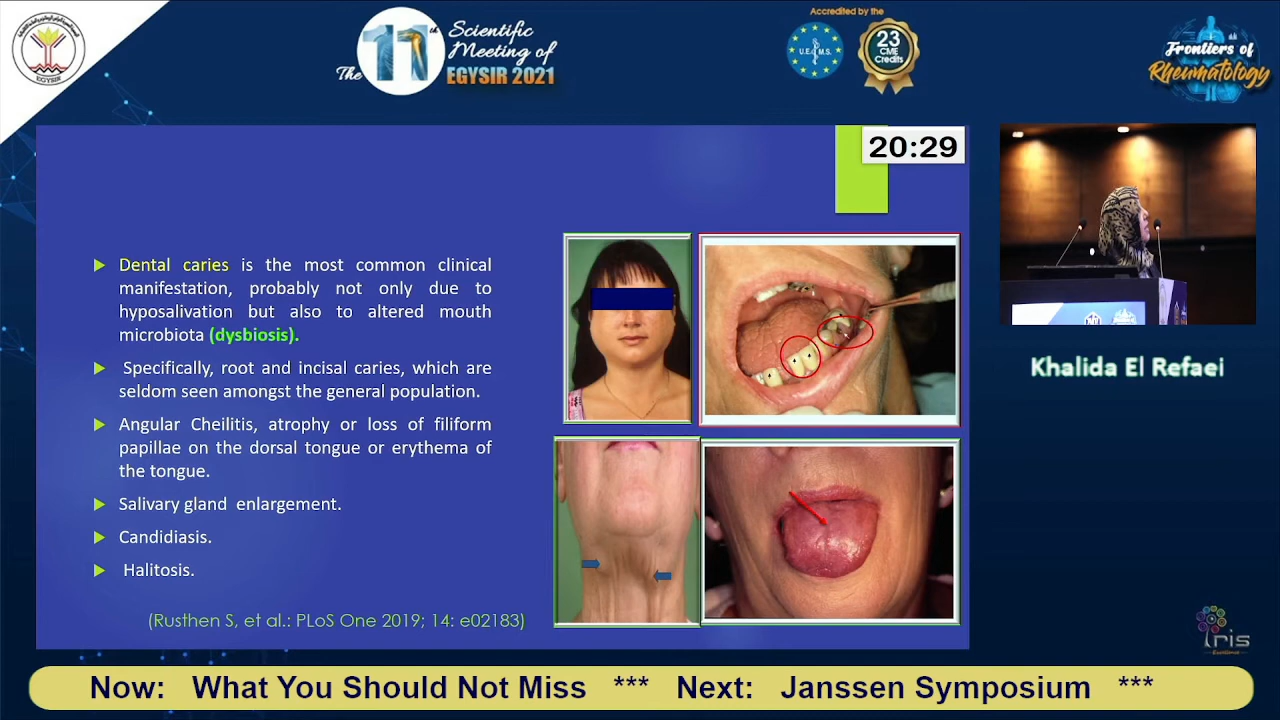 The 11th Scientific
Meeting of
EGYSIR 2021
Accredited by the
U.E.M.S.
23
CME
Credits
Frontiers of
Rheumatology
EGYSIR
20:29
Dental caries is the most common clinical
manifestation, probably not only due to
hyposalivation but also to altered mouth
microbiota (dysbiosis).
Specifically, root and incisal caries, which are
seldom seen amongst the general population.
Angular Cheilitis, atrophy or loss of filiform
papillae on the dorsal tongue or erythema of
the tongue.
Salivary gland enlargement.
Candidiasis.
Halitosis.
(Rusthen S, et al.: PLoS One 2019; 14: e02183)
Khalida El Refaei
Iris
Now: What You Should Not Miss *** Next: Janssen Symposium ***